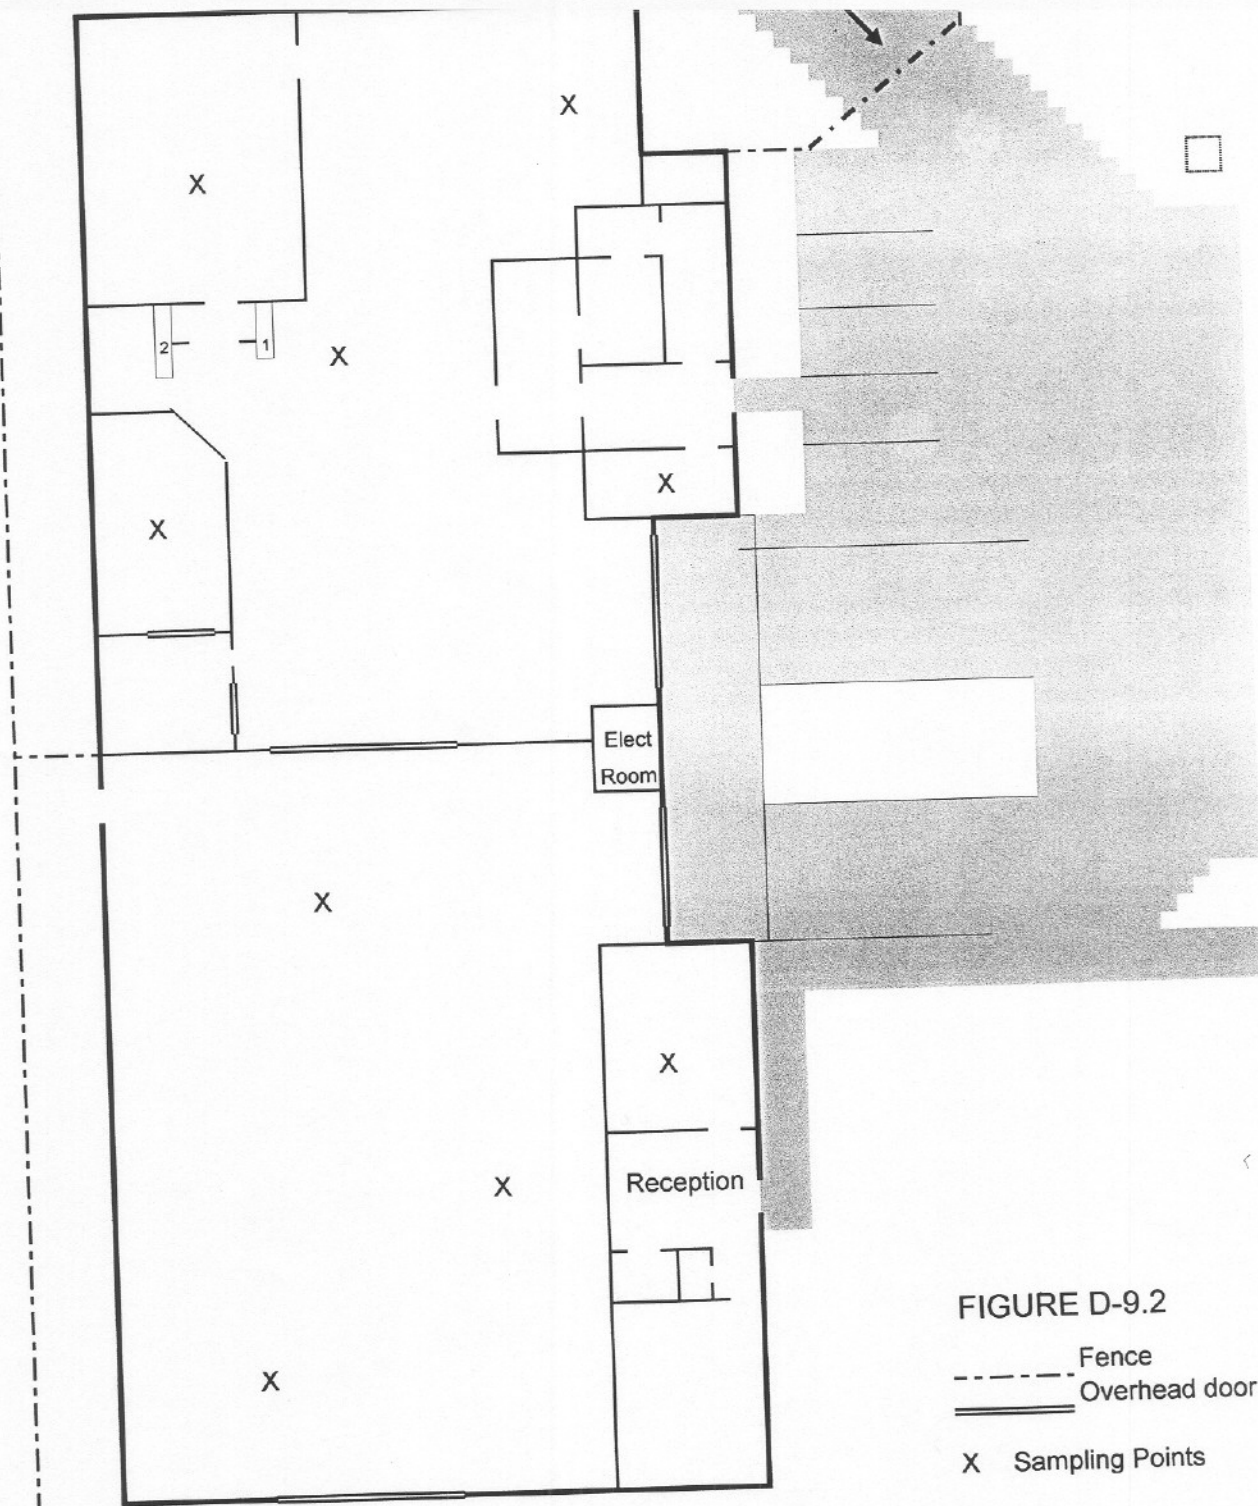 X
X
2
1
X
X
X
Elect
Room
X
X
Reception
X
X
FIGURE D-9.2
Fence
Overhead door
X Sampling Points